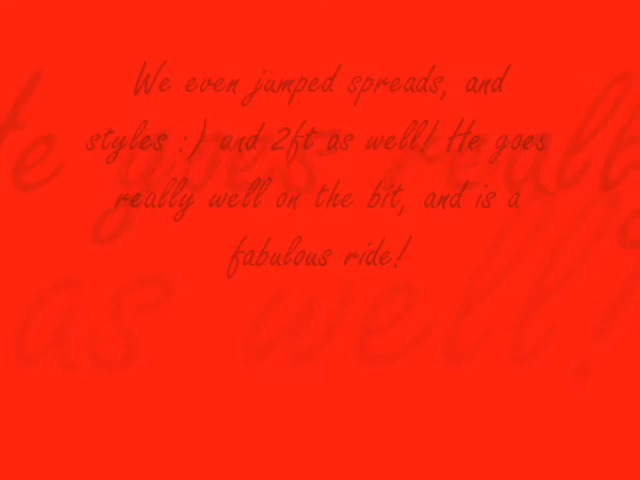 We even jumped spreads, and
styles :) and 2ft as well! He goes
really well on the bit, and is a
fabulous ride!